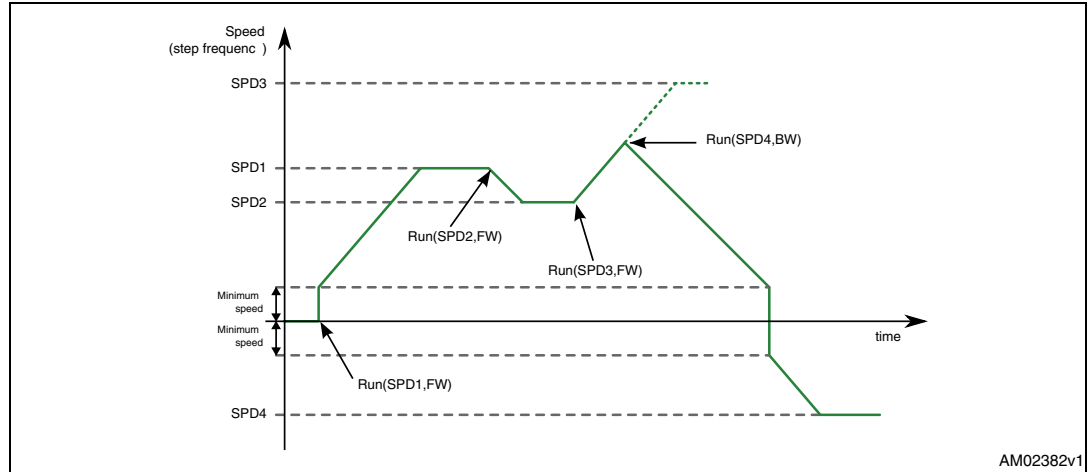 Speed
(step frequenc )
SPD3
Run(SPD4,BW)
SPD1
SPD2
Run(SPD2,FW)
Run(SPD3,FW)
Minimum
speed
Minimum
speed
time
Run(SPD1,FW)
SPD4
AM02382v1